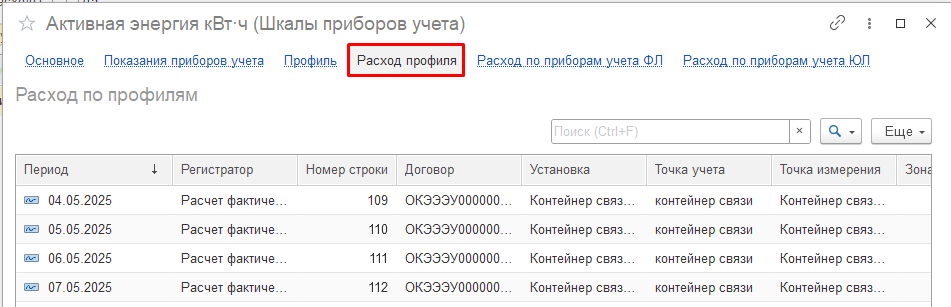 Активная энергия кВт·ч (Шкалы приборов учета)
Основное Показания приборов учета Профиль Расход профиля Расход по приборам учета ФЛ Расход по приборам учета ЮЛ
Расход по профилям
Поиск (Ctrl+F) × Еще
Период ↓ Регистратор Номер строки Договор Установка Точка учета Точка измерения Зона
04.05.2025 Расчет фактиче... 109 ОКЭЭЭУ000000... Контейнер связ... контейнер связи Контейнер связ...
05.05.2025 Расчет фактиче... 110 ОКЭЭЭУ000000... Контейнер связ... контейнер связи Контейнер связ...
06.05.2025 Расчет фактиче... 111 ОКЭЭЭУ000000... Контейнер связ... контейнер связи Контейнер связ...
07.05.2025 Расчет фактиче... 112 ОКЭЭЭУ000000... Контейнер связ... контейнер связи Контейнер связ...